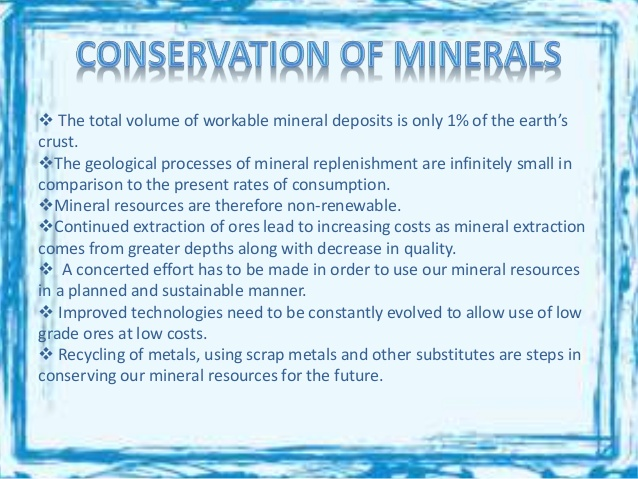 CONSERVATION OF MINERALS
❖ The total volume of workable mineral deposits is only 1% of the earth’s
crust.
❖The geological processes of mineral replenishment are infinitely small in
comparison to the present rates of consumption.
❖Mineral resources are therefore non-renewable.
❖Continued extraction of ores lead to increasing costs as mineral extraction
comes from greater depths along with decrease in quality.
❖ A concerted effort has to be made in order to use our mineral resources
in a planned and sustainable manner.
❖ Improved technologies need to be constantly evolved to allow use of low
grade ores at low costs.
❖ Recycling of metals, using scrap metals and other substitutes are steps in
conserving our mineral resources for the future.